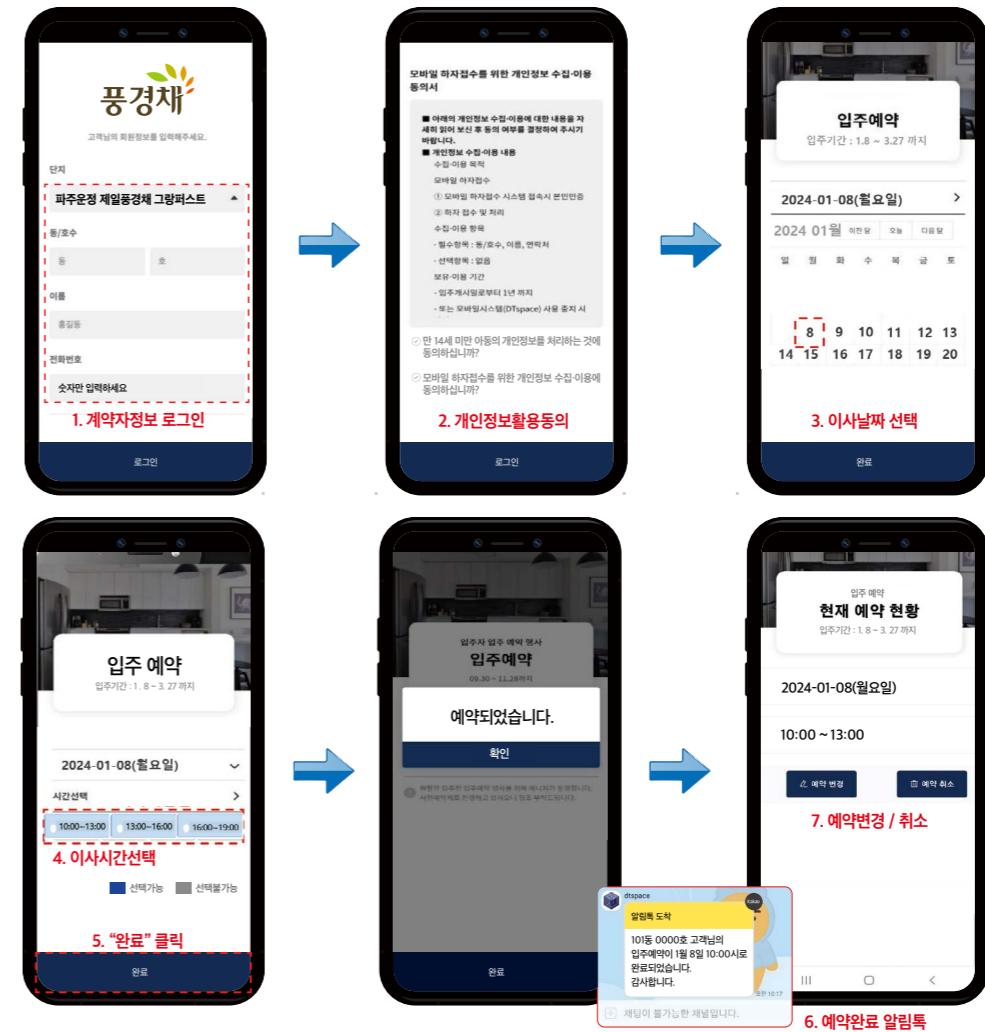 풍경채
고객님의 회원정보를 입력해주세요.
단지
파주운정 제일풍경채 그랑퍼스트
동/호수
동
호
이름
홍길동
전화번호
숫자만 입력하세요
1. 계약자정보 로그인
로그인
모바일 하자접수를 위한 개인정보 수집·이용
동의서
■ 아래의 개인정보 수집·이용에 대한 내용을 자
세히 읽어 보신 후 동의 여부를 결정하여 주시기
바랍니다.
■ 개인정보 수집·이용 내용
수집·이용 목적
모바일 하자접수
① 모바일 하자접수 시스템 접속시 본인인증
② 하자 접수 및 처리
수집·이용 항목
- 필수항목 : 동/호수, 이름, 연락처
- 선택항목 : 없음
보유·이용 기간
- 입주개시일로부터 1년 까지
- 또는 모바일시스템(DTspace) 사용 중지 시
만 14세 미만 아동의 개인정보를 처리하는 것에
동의하십니까?
모바일 하자접수를 위한 개인정보 수집·이용에
동의하십니까?
2. 개인정보활용동의
로그인
입주예약
입주기간 : 1.8 ~ 3.27 까지
2024-01-08(월요일) >
2024 01월 이전달 오늘 다음달
일 월 화 수 목 금 토
8 9 10 11 12 13
14 15 16 17 18 19 20
3. 이사날짜 선택
완료
입주 예약
입주기간 : 1. 8 ~ 3. 27 까지
2024-01-08(월요일)
시간선택 >
10:00~13:00 13:00~16:00 16:00~19:00
4. 이사시간선택
선택가능 선택불가능
5. “완료” 클릭
완료
입주자 입주 예약 행사
입주예약
09.30 ~ 11.28까지
예약되었습니다.
확인
완료
입주 예약
현재 예약 현황
입주기간 : 1. 8 ~ 3. 27 까지
2024-01-08(월요일)
10:00 ~ 13:00
예약 변경
예약 취소
7. 예약변경 / 취소
dtspace
알림톡 도착
101동 0000호 고객님의
입주예약이 1월 8일 10:00시로
완료되었습니다.
감사합니다.
오전 10:17
채팅이 불가능한 채널입니다.
6. 예약완료 알림톡